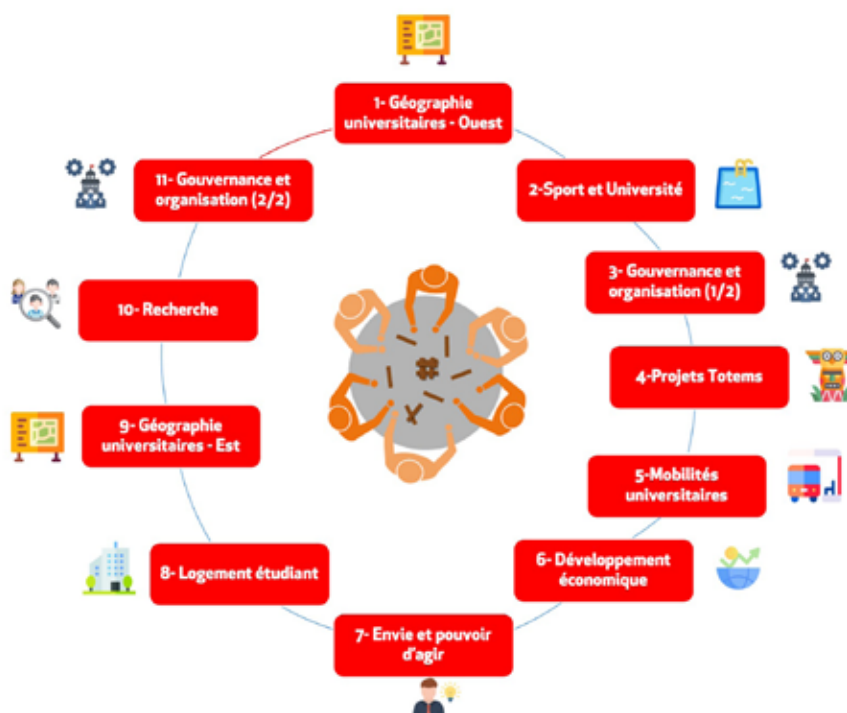 1- Géographie
universitaires - Ouest
2-Sport et Université
3- Gouvernance et
organisation (1/2)
4-Projets Totems
5-Mobilités
universitaires
6- Développement
économique
7- Envie et pouvoir
d'agir
8- Logement étudiant
9- Géographie
universitaires - Est
10- Recherche
11- Gouvernance et
organisation (2/2)